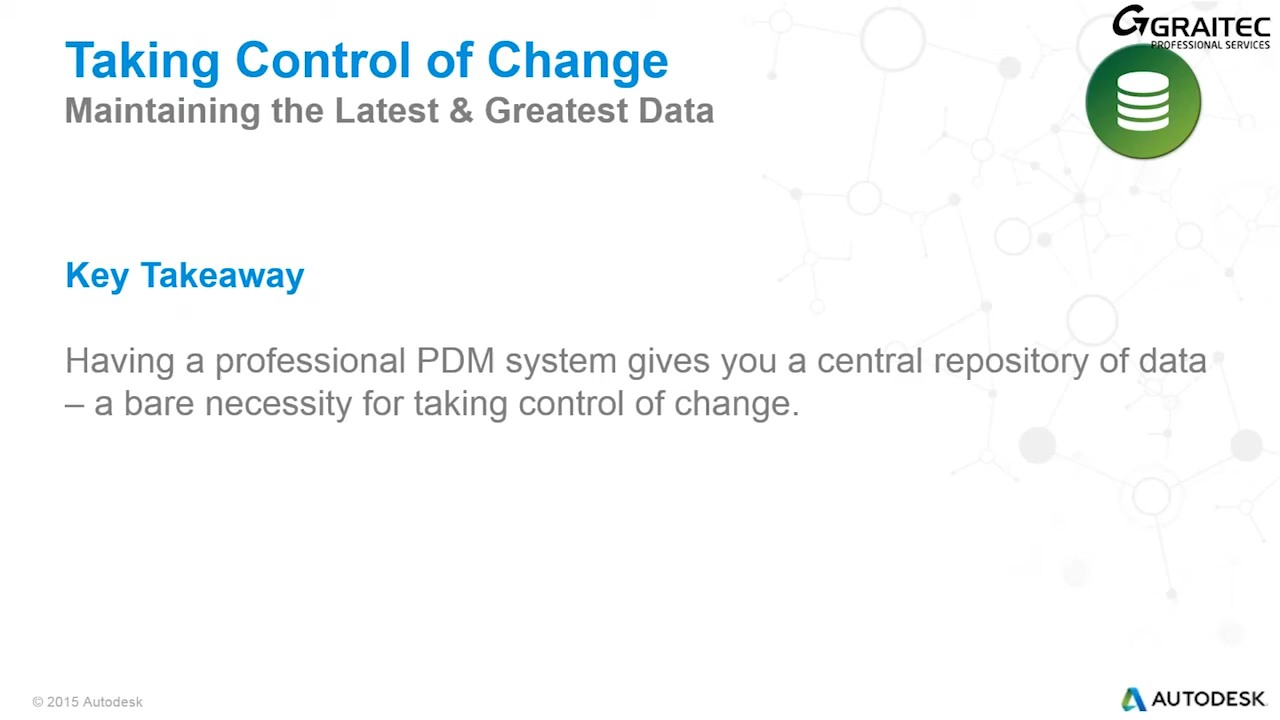 GRAITEC
PROFESSIONAL SERVICES
Taking Control of Change
Maintaining the Latest & Greatest Data
Key Takeaway
Having a professional PDM system gives you a central repository of data
– a bare necessity for taking control of change.
© 2015 Autodesk
AUTODESK.